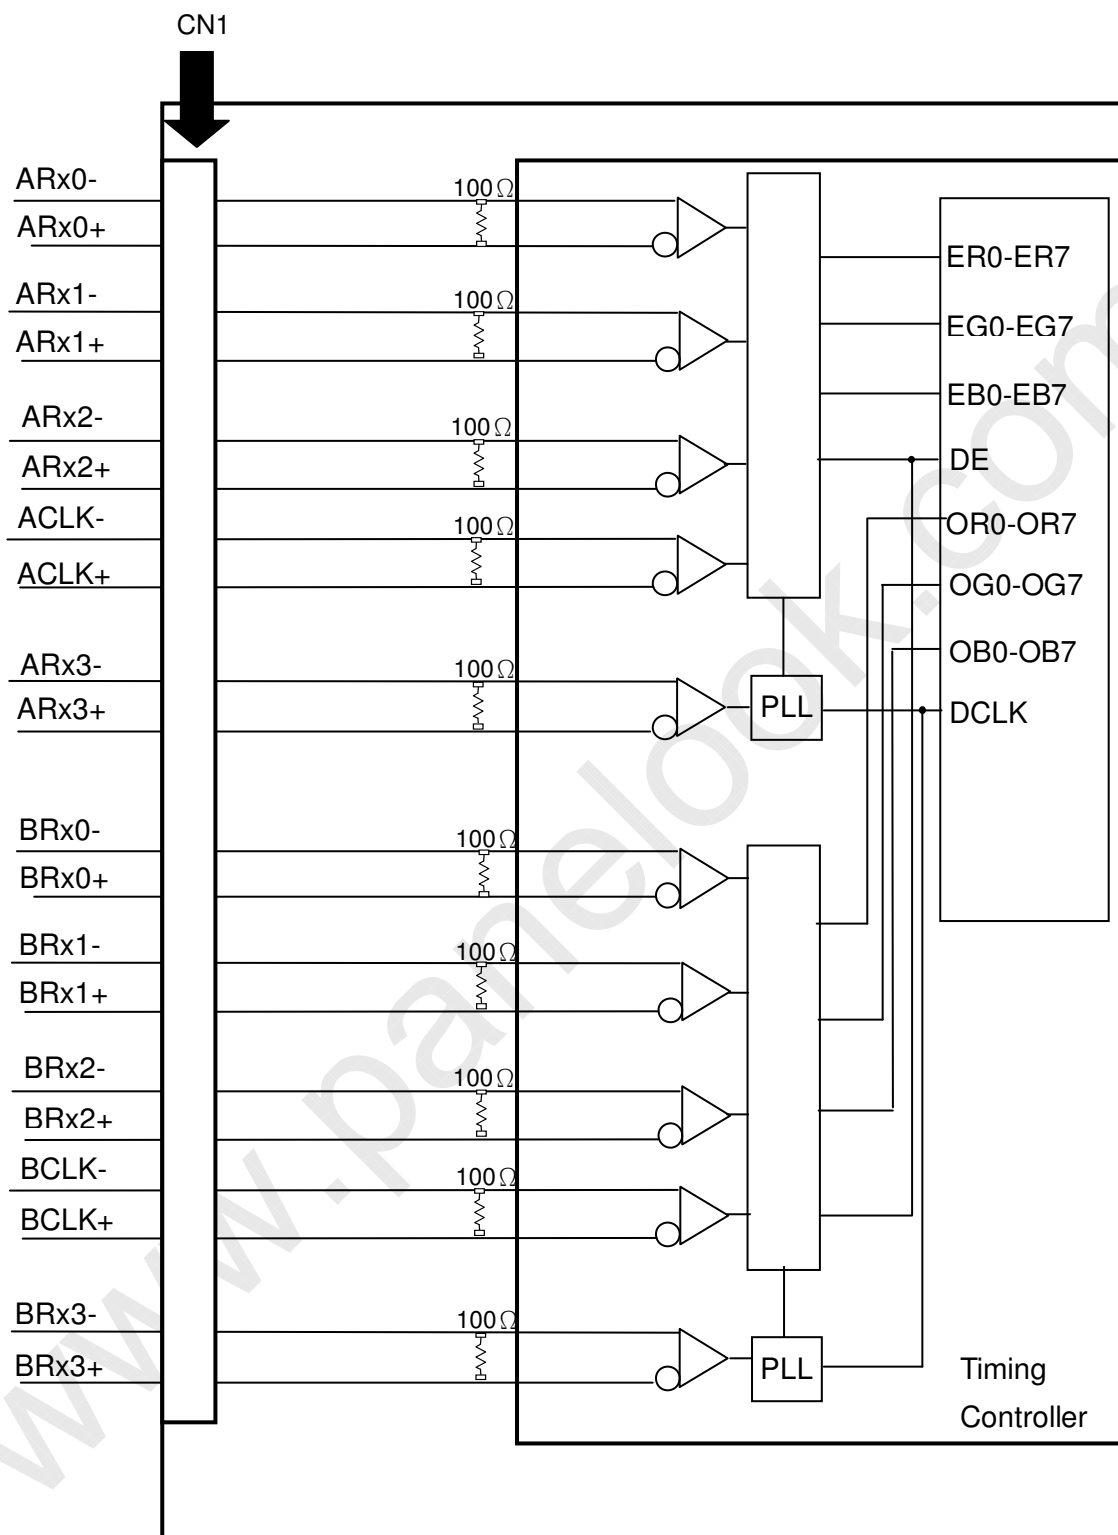 CN1
ARx0-
100Ω
ARx0+
ER0-ER7
ARx1-
100Ω
EG0-EG7
ARx1+
EB0-EB7
ARx2-
100Ω
ARx2+
DE
ACLK-
100Ω
OR0-OR7
ACLK+
OG0-OG7
ARx3-
100Ω
OB0-OB7
ARx3+
PLL
DCLK
BRx0-
100Ω
BRx0+
BRx1-
100Ω
BRx1+
BRx2-
100Ω
BRx2+
BCLK-
100Ω
BCLK+
BRx3-
100Ω
BRx3+
PLL
Timing
Controller
www.panelook.com